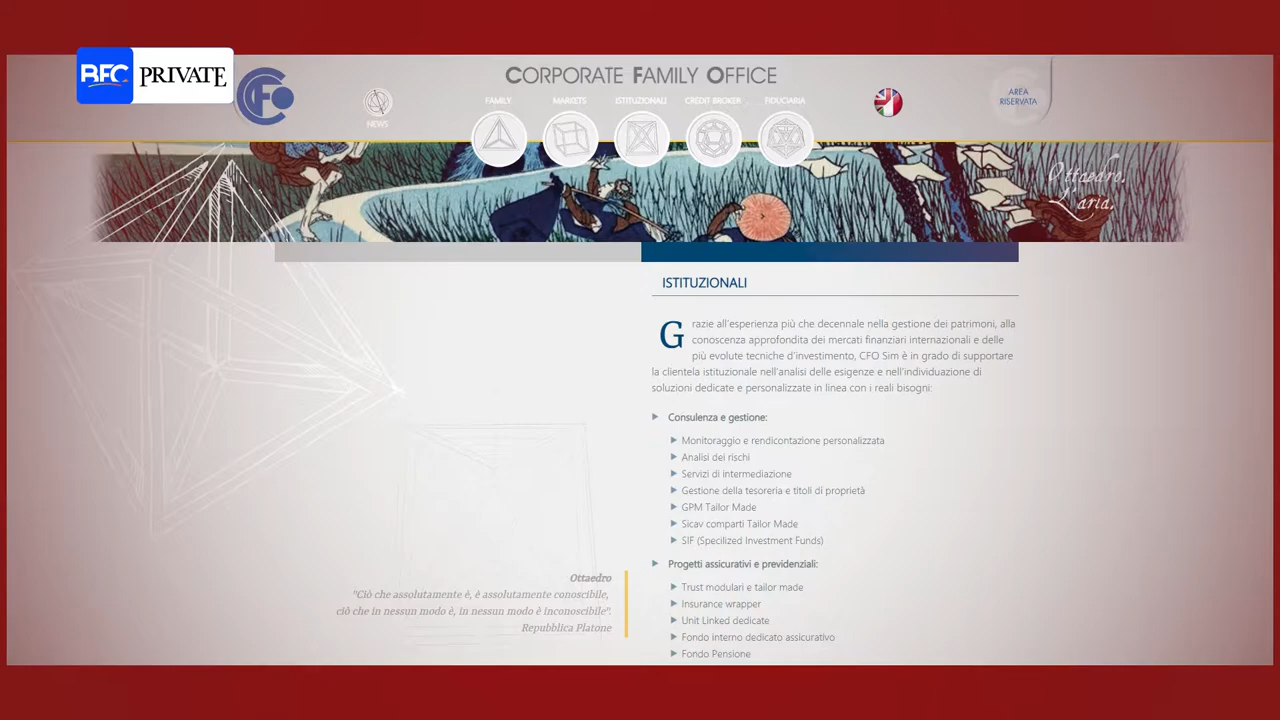 BFC PRIVATE
CFO
CORPORATE FAMILY OFFICE
NEWS
FAMILY
MARKETS
ISTITUZIONALI
CREDIT BROKER
FIDUCIARIA
AREA
RISERVATA
Ottaedro.
L'aria.
ISTITUZIONALI
Grazie all'esperienza più che decennale nella gestione dei patrimoni, alla
conoscenza approfondita dei mercati finanziari internazionali e delle
più evolute tecniche d'investimento, CFO Sim è in grado di supportare
la clientela istituzionale nell'analisi delle esigenze e nell'individuazione di
soluzioni dedicate e personalizzate in linea con i reali bisogni:
Consulenza e gestione:
Monitoraggio e rendicontazione personalizzata
Analisi dei rischi
Servizi di intermediazione
Gestione della tesoreria e titoli di proprietà
GPM Tailor Made
Sicav comparti Tailor Made
SIF (Specilized Investment Funds)
Progetti assicurativi e previdenziali:
Trust modulari e tailor made
Insurance wrapper
Unit Linked dedicate
Fondo interno dedicato assicurativo
Fondo Pensione
Ottaedro
"Ciò che assolutamente è, è assolutamente conoscibile,
ciò che in nessun modo è, in nessun modo è inconoscibile".
Repubblica Platone